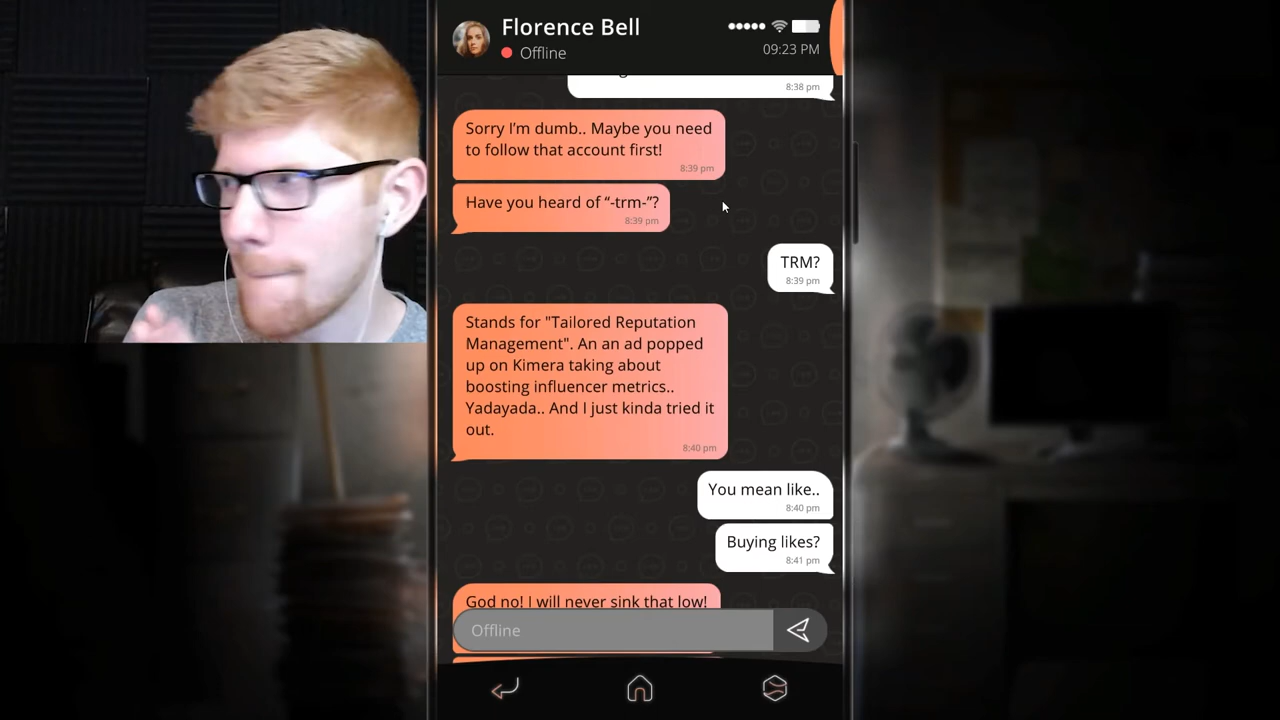 Florence Bell
Offline
09:23 PM
8:38 pm
Sorry I'm dumb.. Maybe you need
to follow that account first!
8:39 pm
Have you heard of “-trm-”?
8:39 pm
TRM?
8:39 pm
Stands for "Tailored Reputation
Management". An an ad popped
up on Kimera taking about
boosting influencer metrics..
Yadayada.. And I just kinda tried it
out.
8:40 pm
You mean like..
8:40 pm
Buying likes?
8:41 pm
God no! I will never sink that low!
Offline